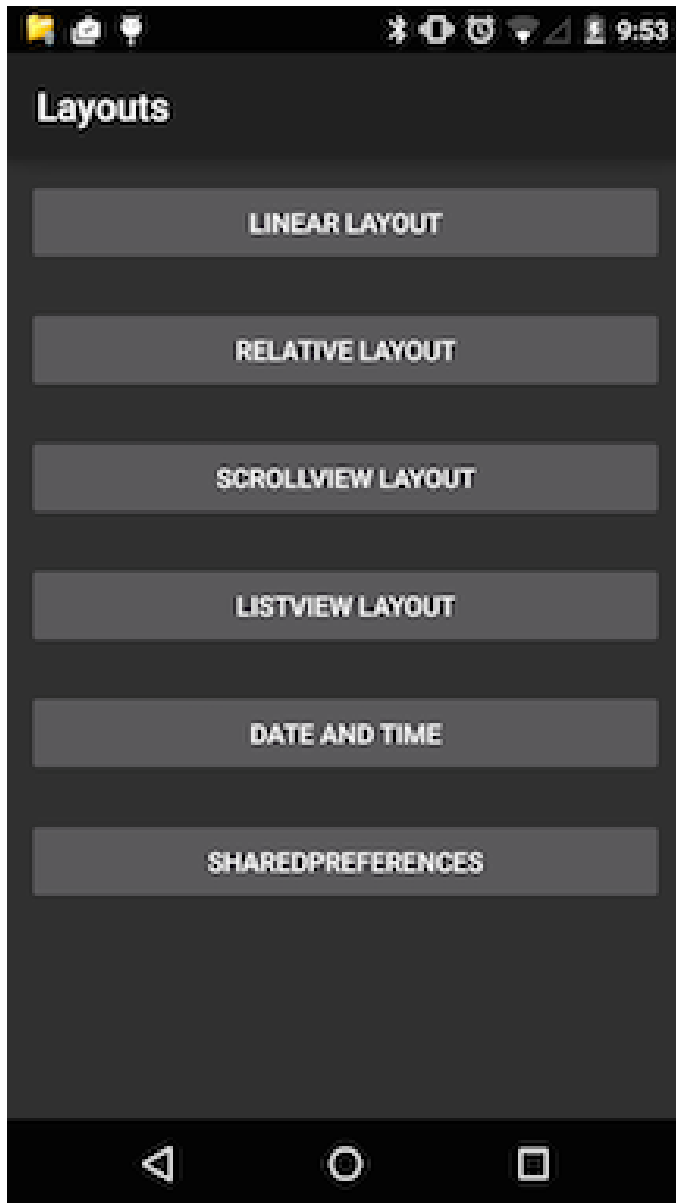 9:53
Layouts
LINEAR LAYOUT
RELATIVE LAYOUT
SCROLLVIEW LAYOUT
LISTVIEW LAYOUT
DATE AND TIME
SHAREDPREFERENCES